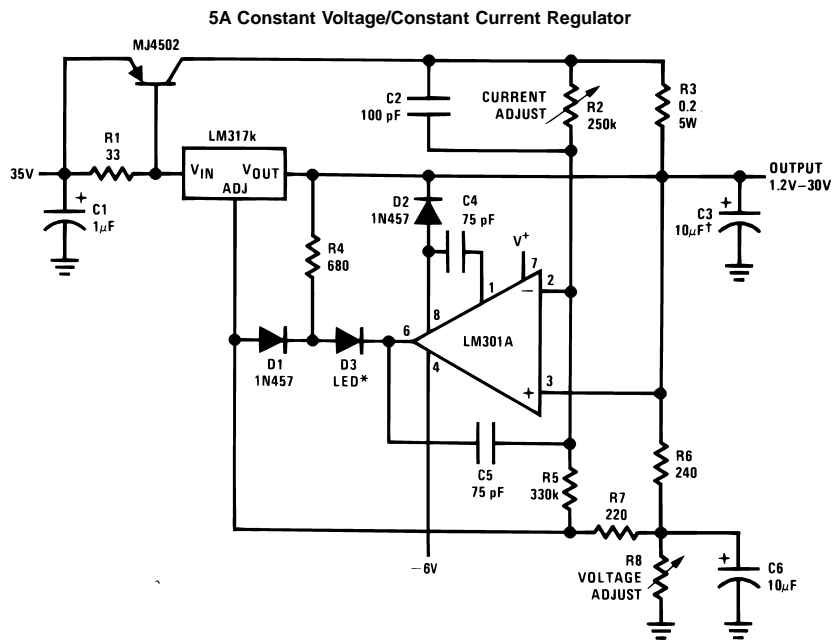 5A Constant Voltage/Constant Current Regulator
MJ4502
C2
100 pF
CURRENT
ADJUST
R2
250k
R3
0.2
5W
R1
33
LM317k
35V
VIN
VOUT
ADJ
OUTPUT
1.2V–30V
C1
1μF
+
D2
1N457
C4
75 pF
+
C3
10μF†
R4
680
V+
7
1
2
−
8
6
LM301A
4
3
+
D1
1N457
D3
LED*
C5
75 pF
R5
330k
R6
240
R7
220
−6V
R8
VOLTAGE
ADJUST
+
C6
10μF